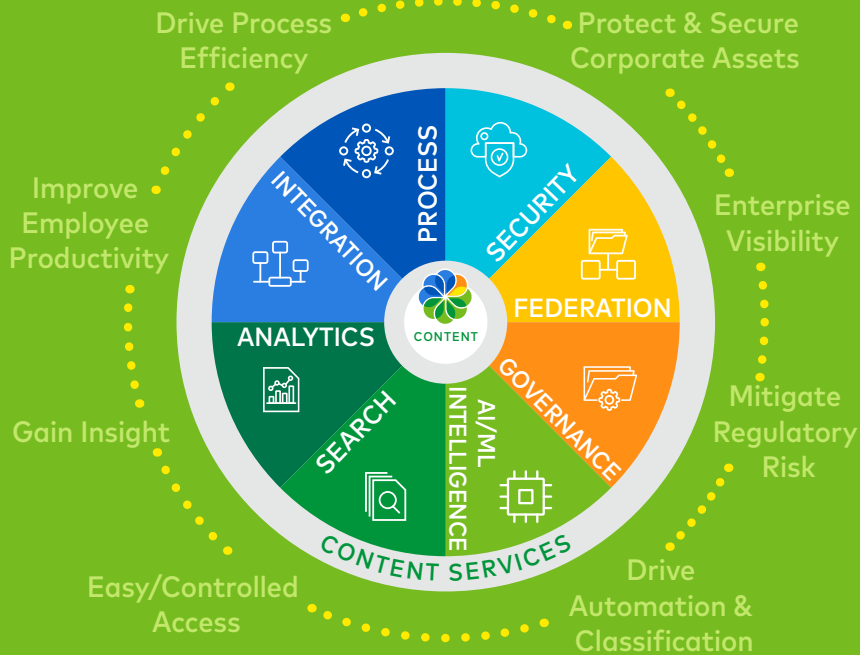 Drive Process
Efficiency
Protect & Secure
Corporate Assets
Improve
Employee
Productivity
Enterprise
Visibility
PROCESS
SECURITY
INTEGRATION
FEDERATION
CONTENT
ANALYTICS
GOVERNANCE
SEARCH
AI/ML
INTELLIGENCE
CONTENT SERVICES
Gain Insight
Mitigate
Regulatory
Risk
Easy/Controlled
Access
Drive
Automation &
Classification